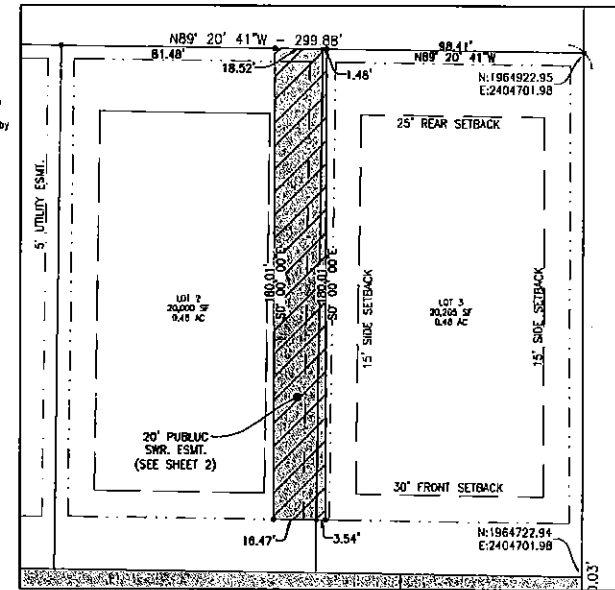 N89° 20' 41"W - 299.88'
81.48'
18.52'
98.41'
N89° 20' 41"W
1.48'
N:1964922.95
E:2404701.98
by
25' REAR SETBACK
5' UTILITY ESMT.
180.01'
S0° 00' 00"E
180.01'
S0° 00' 00"E
15' SIDE SETBACK
15' SIDE SETBACK
LOT 2
20,000 SF
0.46 AC
LOT 3
20,205 SF
0.46 AC
20' PUBLUC
SWR. ESMT.
(SEE SHEET 2)
30' FRONT SETBACK
16.47'
3.54'
N:1964722.94
E:2404701.98
0.03'